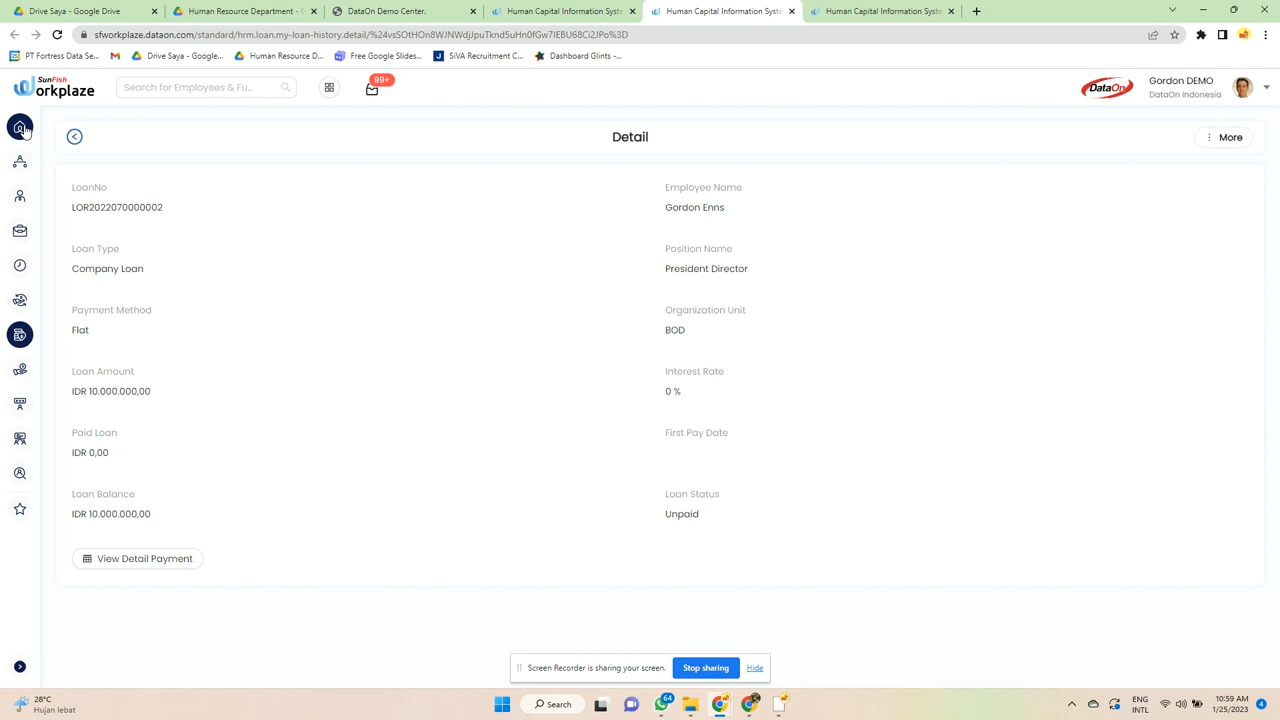 Drive Saya - Google Drive
Human Resource Department - G
DataOn Demo Center.
Human Capital Information Syste
Human Capital Information Syste
Human Capital Information Syste
sfworkplaze.dataon.com/standard/hrm.loan.my-loan-history.detail/%24vsSOtHOn8WJNWdjJpuTknd5uHn0fGw7IEBU68Ci2JPo%3D
PT Fortress Data Se...
Drive Saya - Google...
Human Resource D...
Free Google Slides...
SiVA Recruitment C...
Dashboard Glints –...
SunFish
orkplaze
Search for Employees & Fu...
99+
DataOn
Gordon DEMO
DataOn Indonesia
Detail
More
LoanNo
LOR2022070000002
Employee Name
Gordon Enns
Loan Type
Company Loan
Position Name
President Director
Payment Method
Flat
Organization Unit
BOD
Loan Amount
IDR 10.000.000,00
Interest Rate
0 %
Paid Loan
IDR 0,00
First Pay Date
Loan Balance
IDR 10.000.000,00
Loan Status
Unpaid
View Detail Payment
Screen Recorder is sharing your screen.
Stop sharing
Hide
28°C
Hujan lebat
Search
64
ENG
INTL
10:59 AM
1/25/2023
4